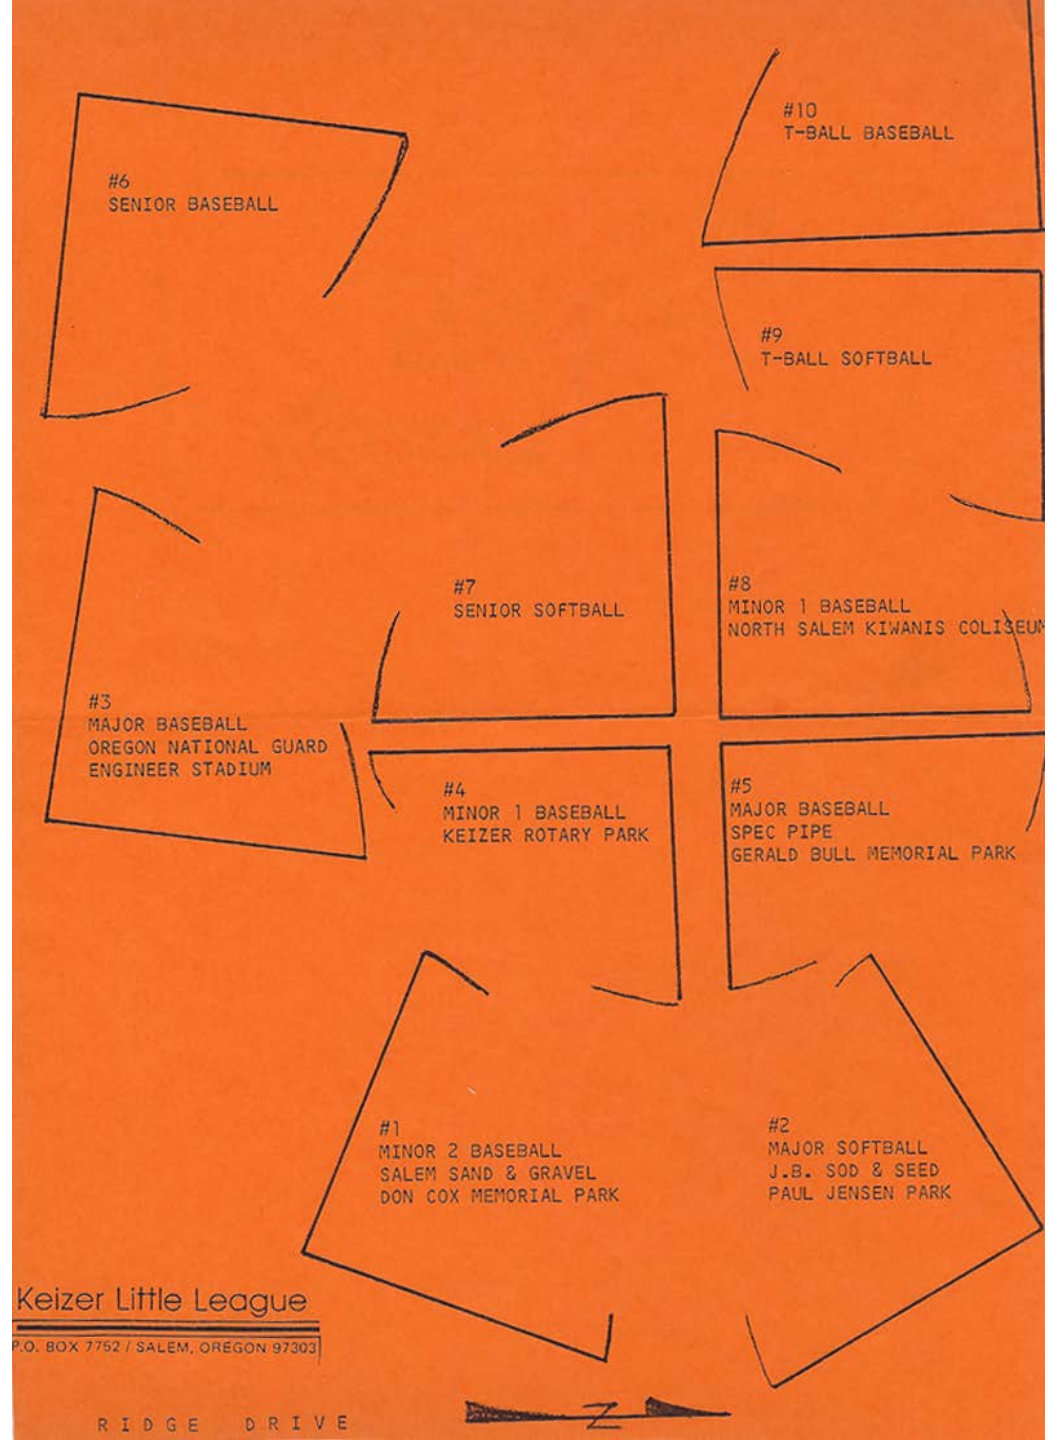 #10
T-BALL BASEBALL
#6
SENIOR BASEBALL
#9
T-BALL SOFTBALL
#7
SENIOR SOFTBALL
#8
MINOR 1 BASEBALL
NORTH SALEM KIWANIS COLISEUM
#3
MAJOR BASEBALL
OREGON NATIONAL GUARD
ENGINEER STADIUM
#4
MINOR 1 BASEBALL
KEIZER ROTARY PARK
#5
MAJOR BASEBALL
SPEC PIPE
GERALD BULL MEMORIAL PARK
#1
MINOR 2 BASEBALL
SALEM SAND & GRAVEL
DON COX MEMORIAL PARK
#2
MAJOR SOFTBALL
J.B. SOD & SEED
PAUL JENSEN PARK
Keizer Little League
P.O. BOX 7752 / SALEM, OREGON 97303
RIDGE DRIVE
N